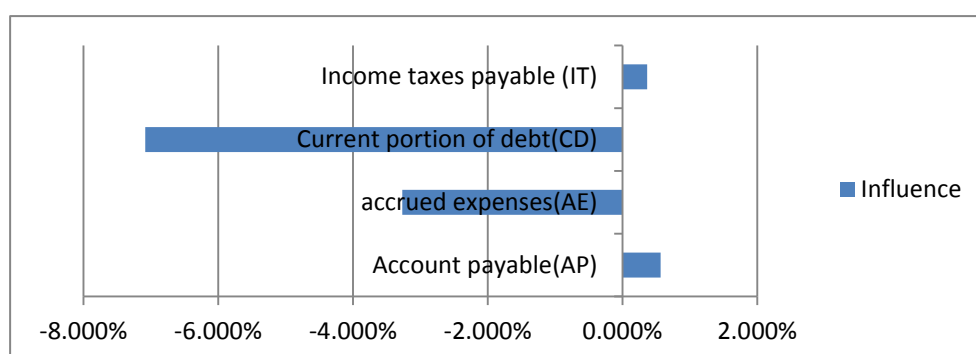 Income taxes payable (IT)
Current portion of debt(CD)
accrued expenses(AE)
Account payable(AP)
Influence
-8.000% -6.000% -4.000% -2.000% 0.000% 2.000%